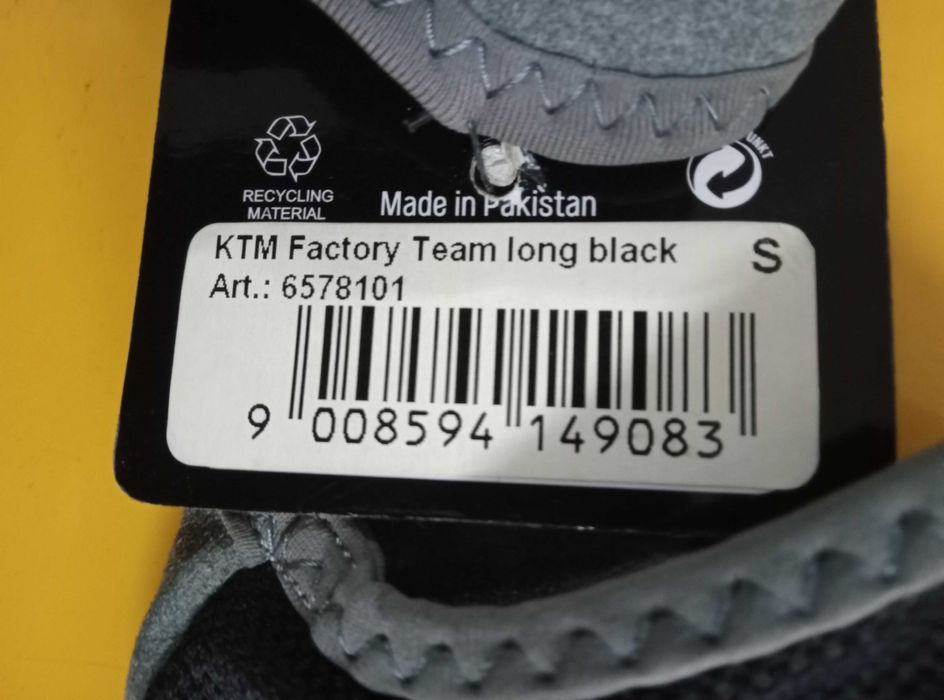 RECYCLING
MATERIAL
Made in Pakistan
UNKT
KTM Factory Team long black S
Art.: 6578101
9 008594 149083